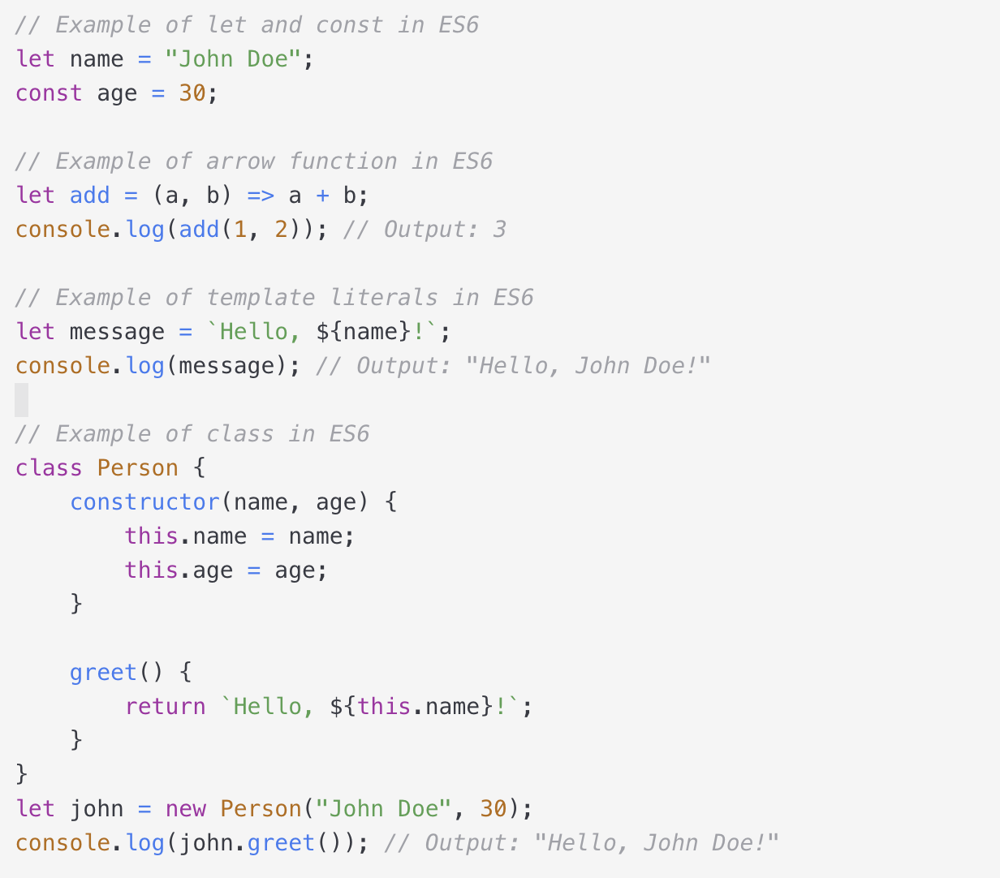 // Example of let and const in ES6
let name = "John Doe";
const age = 30;

// Example of arrow function in ES6
let add = (a, b) => a + b;
console.log(add(1, 2)); // Output: 3

// Example of template literals in ES6
let message = `Hello, ${name}!`;
console.log(message); // Output: "Hello, John Doe!"

// Example of class in ES6
class Person {
    constructor(name, age) {
        this.name = name;
        this.age = age;
    }

    greet() {
        return `Hello, ${this.name}!`;
    }
}
let john = new Person("John Doe", 30);
console.log(john.greet()); // Output: "Hello, John Doe!"